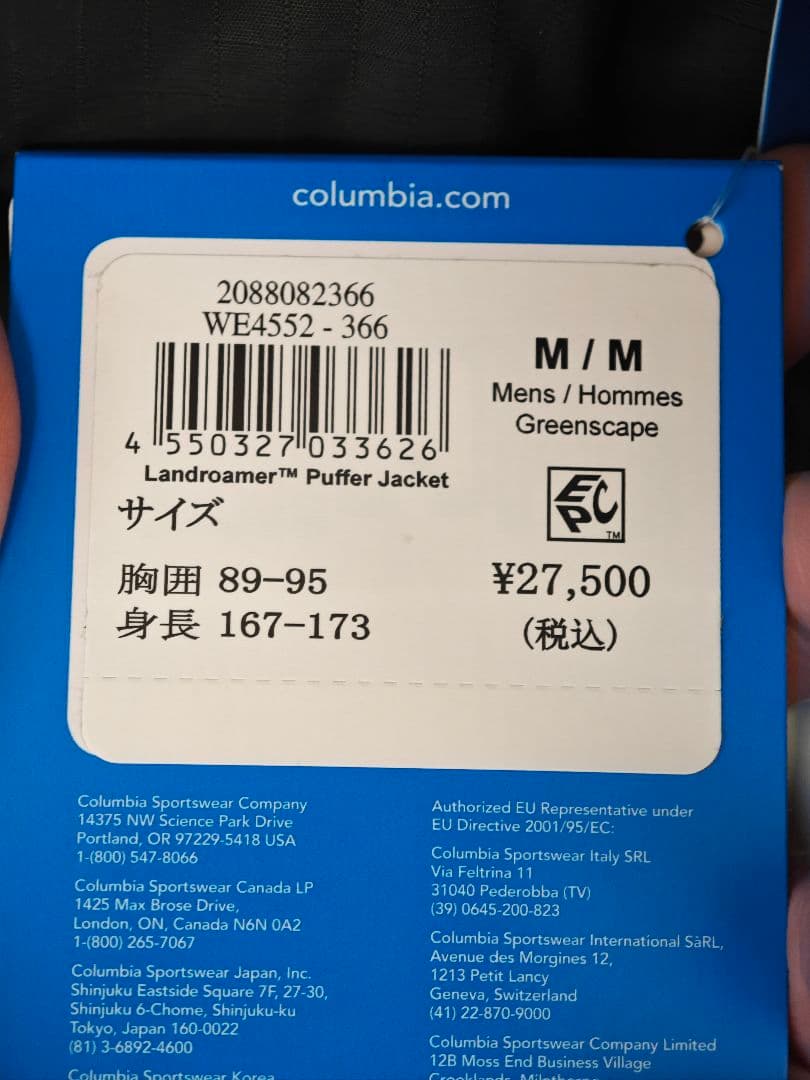 columbia.com
2088082366
WE4552 - 366
4 550327 033626
Landroamer™ Puffer Jacket
サイズ
胸囲 89-95
身長 167-173
M / M
Mens / Hommes
Greenscape
EPC
TM
¥27,500
(税込)
Columbia Sportswear Company
14375 NW Science Park Drive
Portland, OR 97229-5418 USA
1-(800) 547-8066
Columbia Sportswear Canada LP
1425 Max Brose Drive,
London, ON, Canada N6N 0A2
1-(800) 265-7067
Columbia Sportswear Japan, Inc.
Shinjuku Eastside Square 7F, 27-30,
Shinjuku 6-Chome, Shinjuku-ku
Tokyo, Japan 160-0022
(81) 3-6892-4600
Columbia Sportswear Korea
Authorized EU Representative under
EU Directive 2001/95/EC:
Columbia Sportswear Italy SRL
Via Feltrina 11
31040 Pederobba (TV)
(39) 0645-200-823
Columbia Sportswear International SàRL,
Avenue des Morgines 12,
1213 Petit Lancy
Geneva, Switzerland
(41) 22-870-9000
Columbia Sportswear Company Limited
12B Moss End Business Village